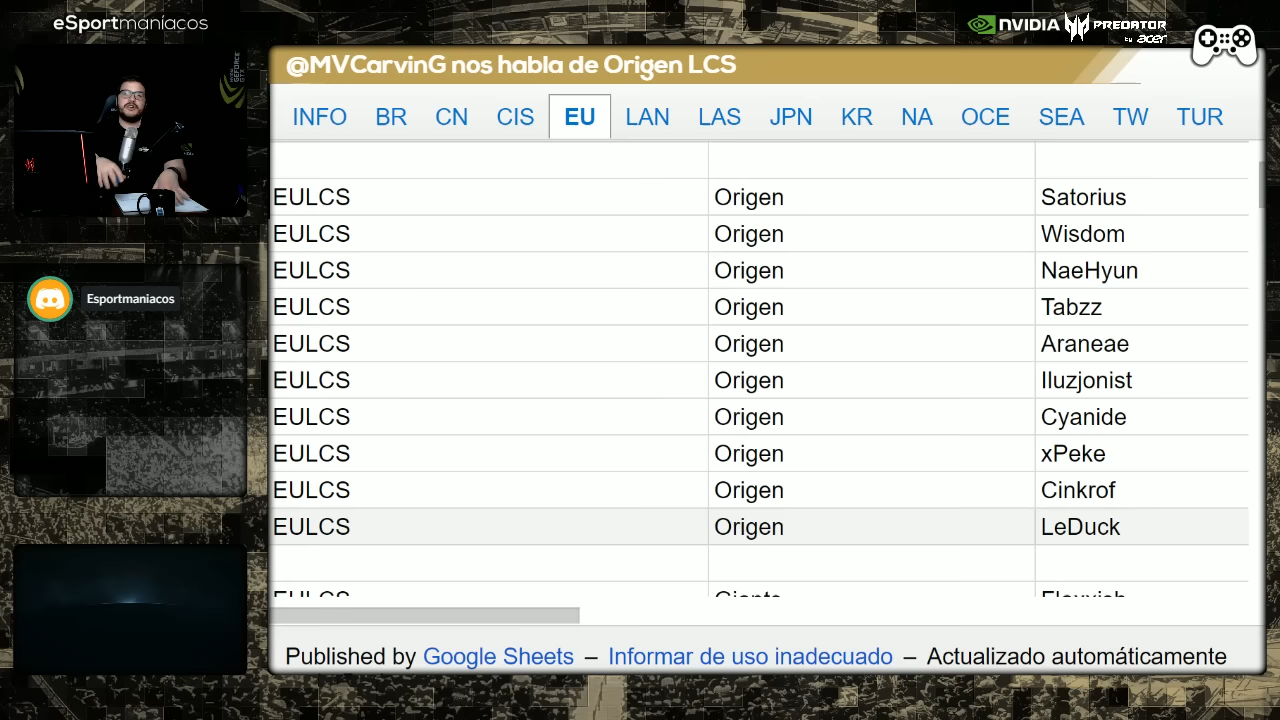 eSportmaníacos
NVIDIA PREDATOR by acer
@MVCarvinG nos habla de Origen LCS
INFO BR CN CIS EU LAN LAS JPN KR NA OCE SEA TW TUR
EULCS Origen Satorius
EULCS Origen Wisdom
EULCS Origen NaeHyun
EULCS Origen Tabzz
EULCS Origen Araneae
EULCS Origen Iluzjonist
EULCS Origen Cyanide
EULCS Origen xPeke
EULCS Origen Cinkrof
EULCS Origen LeDuck
EULCS Giants
Esportmaniacos
Published by Google Sheets – Informar de uso inadecuado – Actualizado automáticamente